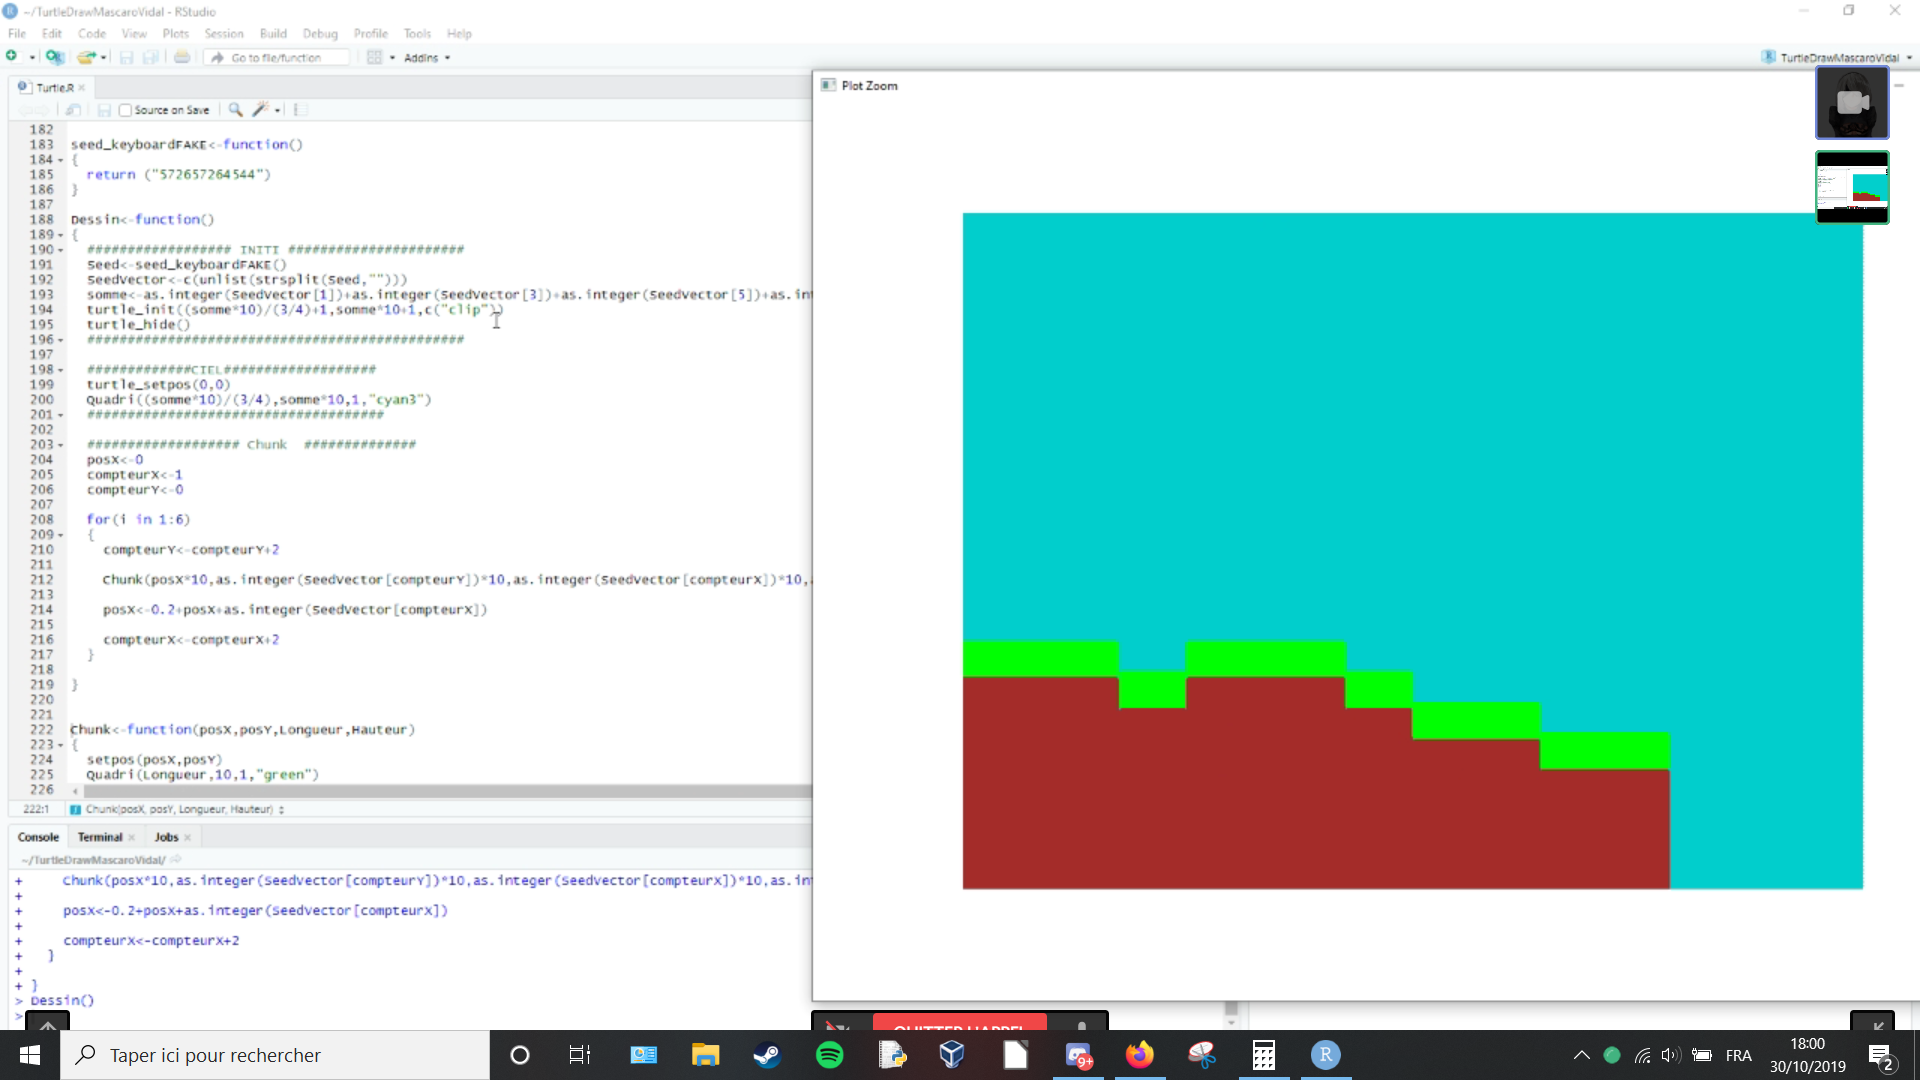 ~/TurtleDrawMascaroVidal - RStudio
File Edit Code View Plots Session Build Debug Profile Tools Help
Go to file/function Addins TurtleDrawMascaroVidal
Turtle.R
Source on Save
182
183 seed_keyboardFAKE<-function()
184 {
185 return ("572657264544")
186 }
187
188 Dessin<-function()
189 {
190 ################## INITI ######################
191 Seed<-seed_keyboardFAKE()
192 SeedVector<-c(unlist(strsplit(Seed,"")))
193 somme<-as.integer(SeedVector[1])+as.integer(SeedVector[3])+as.integer(SeedVector[5])+as.int
194 turtle_init((somme*10)/(3/4)+1,somme*10+1,c("clip"))
195 turtle_hide()
196 ###############################################
197
198 #############CIEL###################
199 turtle_setpos(0,0)
200 Quadri((somme*10)/(3/4),somme*10,1,"cyan3")
201 #####################################
202
203 ################### Chunk ##############
204 posX<-0
205 compteurX<-1
206 compteurY<-0
207
208 for(i in 1:6)
209 {
210 compteurY<-compteurY+2
211
212 Chunk(posX*10,as.integer(SeedVector[compteurY])*10,as.integer(SeedVector[compteurX])*10,
213
214 posX<-0.2+posX+as.integer(SeedVector[compteurX])
215
216 compteurX<-compteurX+2
217 }
218
219 }
220
221
222 Chunk<-function(posX,posY,Longueur,Hauteur)
223 {
224 setpos(posX,posY)
225 Quadri(Longueur,10,1,"green")
226
222:1 Chunk(posX, posY, Longueur, Hauteur)
Console Terminal Jobs
~/TurtleDrawMascaroVidal/
+ Chunk(posX*10,as.integer(SeedVector[compteurY])*10,as.integer(SeedVector[compteurX])*10,as.in
+
+ posX<-0.2+posX+as.integer(SeedVector[compteurX])
+
+ compteurX<-compteurX+2
+ }
+
+ }
> Dessin()
>
Plot Zoom
QUITTER L'APPEL
Taper ici pour rechercher
9+
FRA
18:00
30/10/2019
2